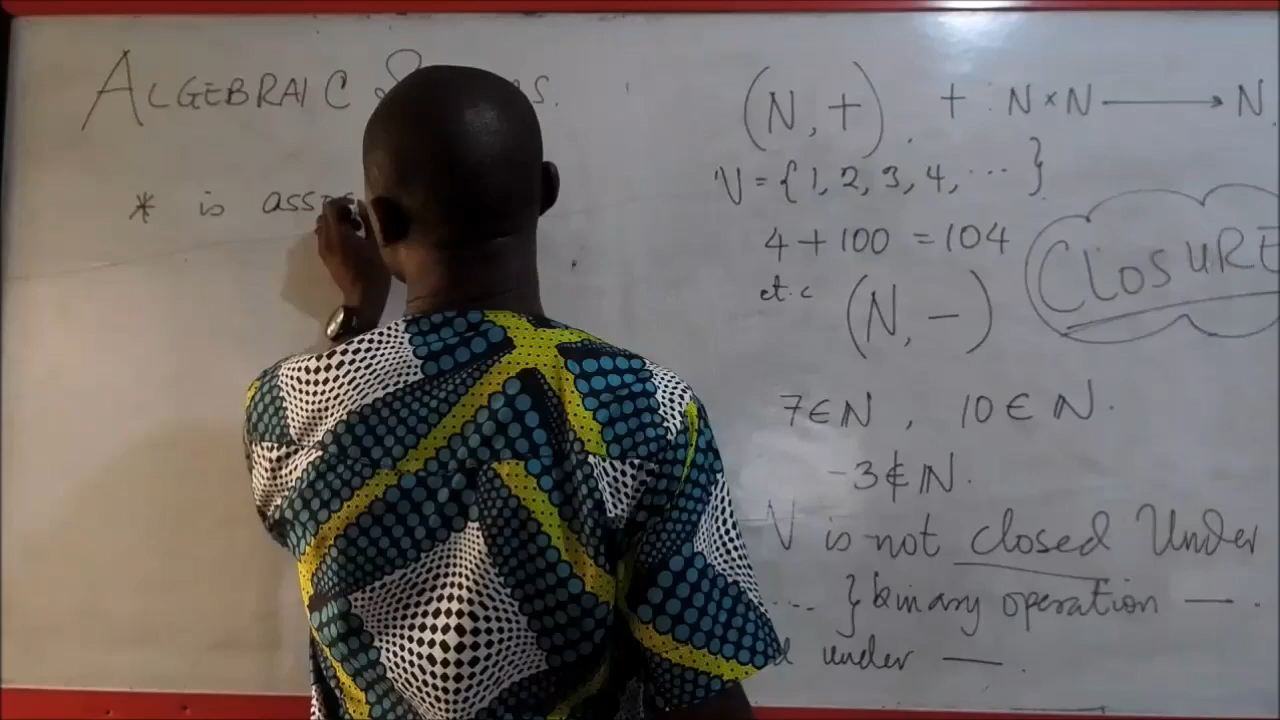 ALGEBRAIC
* is
(N, +) + : N × N ⟶ N
N = {1, 2, 3, 4, ... }
4 + 100 = 104
etc
CLOSURE
(N, −)
7 ∈ N , 10 ∈ N.
-3 ∉ N.
N is not closed Under
.... } binary operation — .
under — .